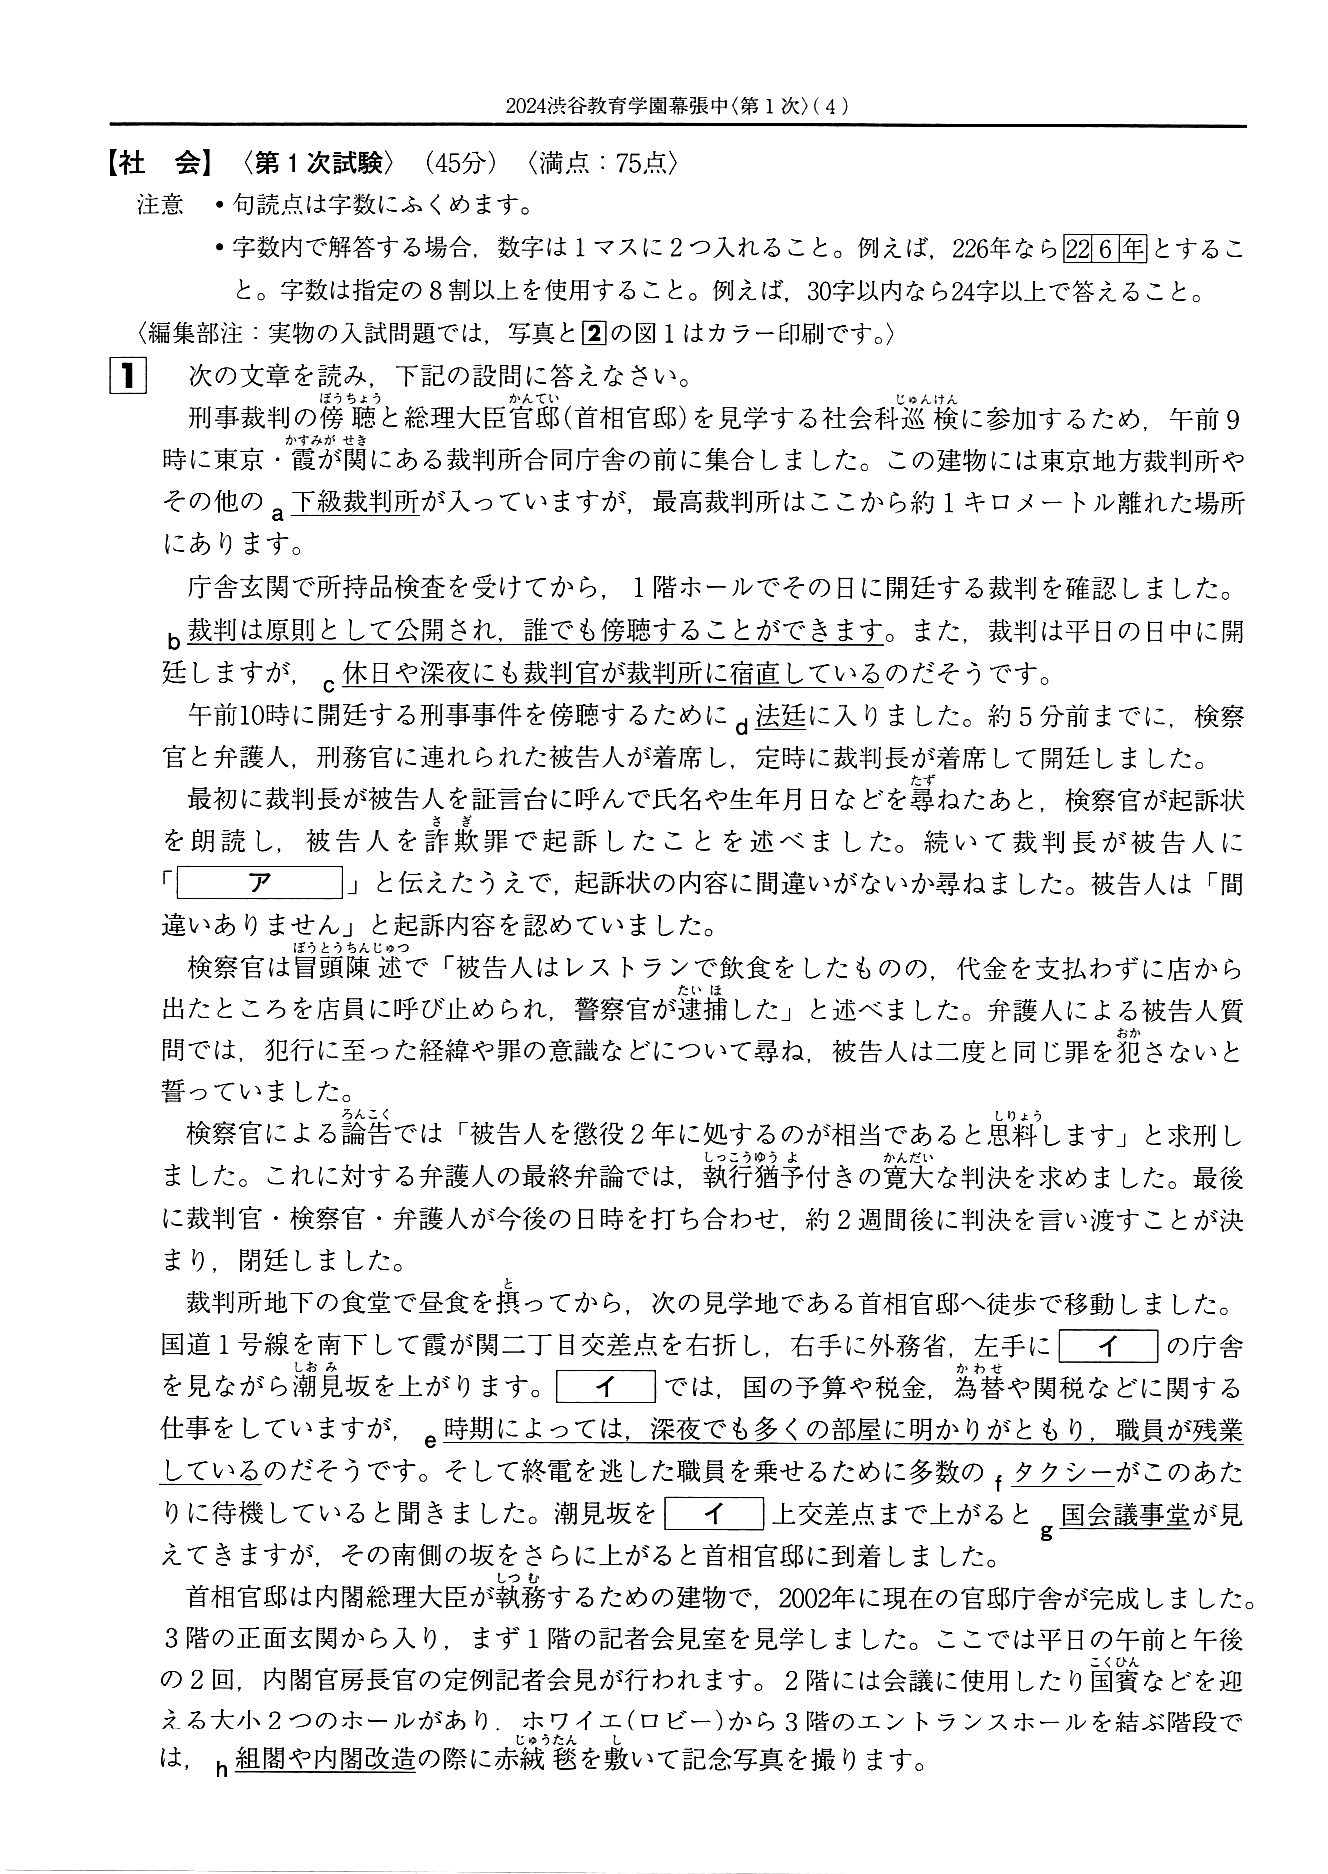 2024渋谷教育学園幕張中〈第1次〉(4)
【社 会】〈第1次試験〉(45分)〈満点：75点〉
注意 ・句読点は字数にふくめます。
・字数内で解答する場合，数字は1マスに2つ入れること。例えば，226年なら22 6 年とするこ
と。字数は指定の8割以上を使用すること。例えば，30字以内なら24字以上で答えること。
〈編集部注：実物の入試問題では，写真と2の図1はカラー印刷です。〉
1 次の文章を読み，下記の設問に答えなさい。
刑事裁判の傍聴と総理大臣官邸(首相官邸)を見学する社会科巡検に参加するため，午前9
時に東京・霞が関にある裁判所合同庁舎の前に集合しました。この建物には東京地方裁判所や
その他の a 下級裁判所が入っていますが，最高裁判所はここから約1キロメートル離れた場所
にあります。
庁舎玄関で所持品検査を受けてから，1階ホールでその日に開廷する裁判を確認しました。
b 裁判は原則として公開され，誰でも傍聴することができます。また，裁判は平日の日中に開
廷しますが， c 休日や深夜にも裁判官が裁判所に宿直しているのだそうです。
午前10時に開廷する刑事事件を傍聴するために d 法廷に入りました。約5分前までに，検察
官と弁護人，刑務官に連れられた被告人が着席し，定時に裁判長が着席して開廷しました。
最初に裁判長が被告人を証言台に呼んで氏名や生年月日などを尋ねたあと，検察官が起訴状
を朗読し，被告人を詐欺罪で起訴したことを述べました。続いて裁判長が被告人に
「 ア 」と伝えたうえで，起訴状の内容に間違いがないか尋ねました。被告人は「間
違いありません」と起訴内容を認めていました。
検察官は冒頭陳述で「被告人はレストランで飲食をしたものの，代金を支払わずに店から
出たところを店員に呼び止められ，警察官が逮捕した」と述べました。弁護人による被告人質
問では，犯行に至った経緯や罪の意識などについて尋ね，被告人は二度と同じ罪を犯さないと
誓っていました。
検察官による論告では「被告人を懲役2年に処するのが相当であると思料します」と求刑し
ました。これに対する弁護人の最終弁論では，執行猶予付きの寛大な判決を求めました。最後
に裁判官・検察官・弁護人が今後の日時を打ち合わせ，約2週間後に判決を言い渡すことが決
まり，閉廷しました。
裁判所地下の食堂で昼食を摂ってから，次の見学地である首相官邸へ徒歩で移動しました。
国道1号線を南下して霞が関二丁目交差点を右折し，右手に外務省，左手に イ の庁舎
を見ながら潮見坂を上がります。 イ では，国の予算や税金，為替や関税などに関する
仕事をしていますが， e 時期によっては，深夜でも多くの部屋に明かりがともり，職員が残業
しているのだそうです。そして終電を逃した職員を乗せるために多数の f タクシーがこのあた
りに待機していると聞きました。潮見坂を イ 上交差点まで上がると g 国会議事堂が見
えてきますが，その南側の坂をさらに上がると首相官邸に到着しました。
首相官邸は内閣総理大臣が執務するための建物で，2002年に現在の官邸庁舎が完成しました。
3階の正面玄関から入り，まず1階の記者会見室を見学しました。ここでは平日の午前と午後
の2回，内閣官房長官の定例記者会見が行われます。2階には会議に使用したり国賓などを迎
える大小2つのホールがあり，ホワイエ(ロビー)から3階のエントランスホールを結ぶ階段で
は， h 組閣や内閣改造の際に赤絨毯を敷いて記念写真を撮ります。